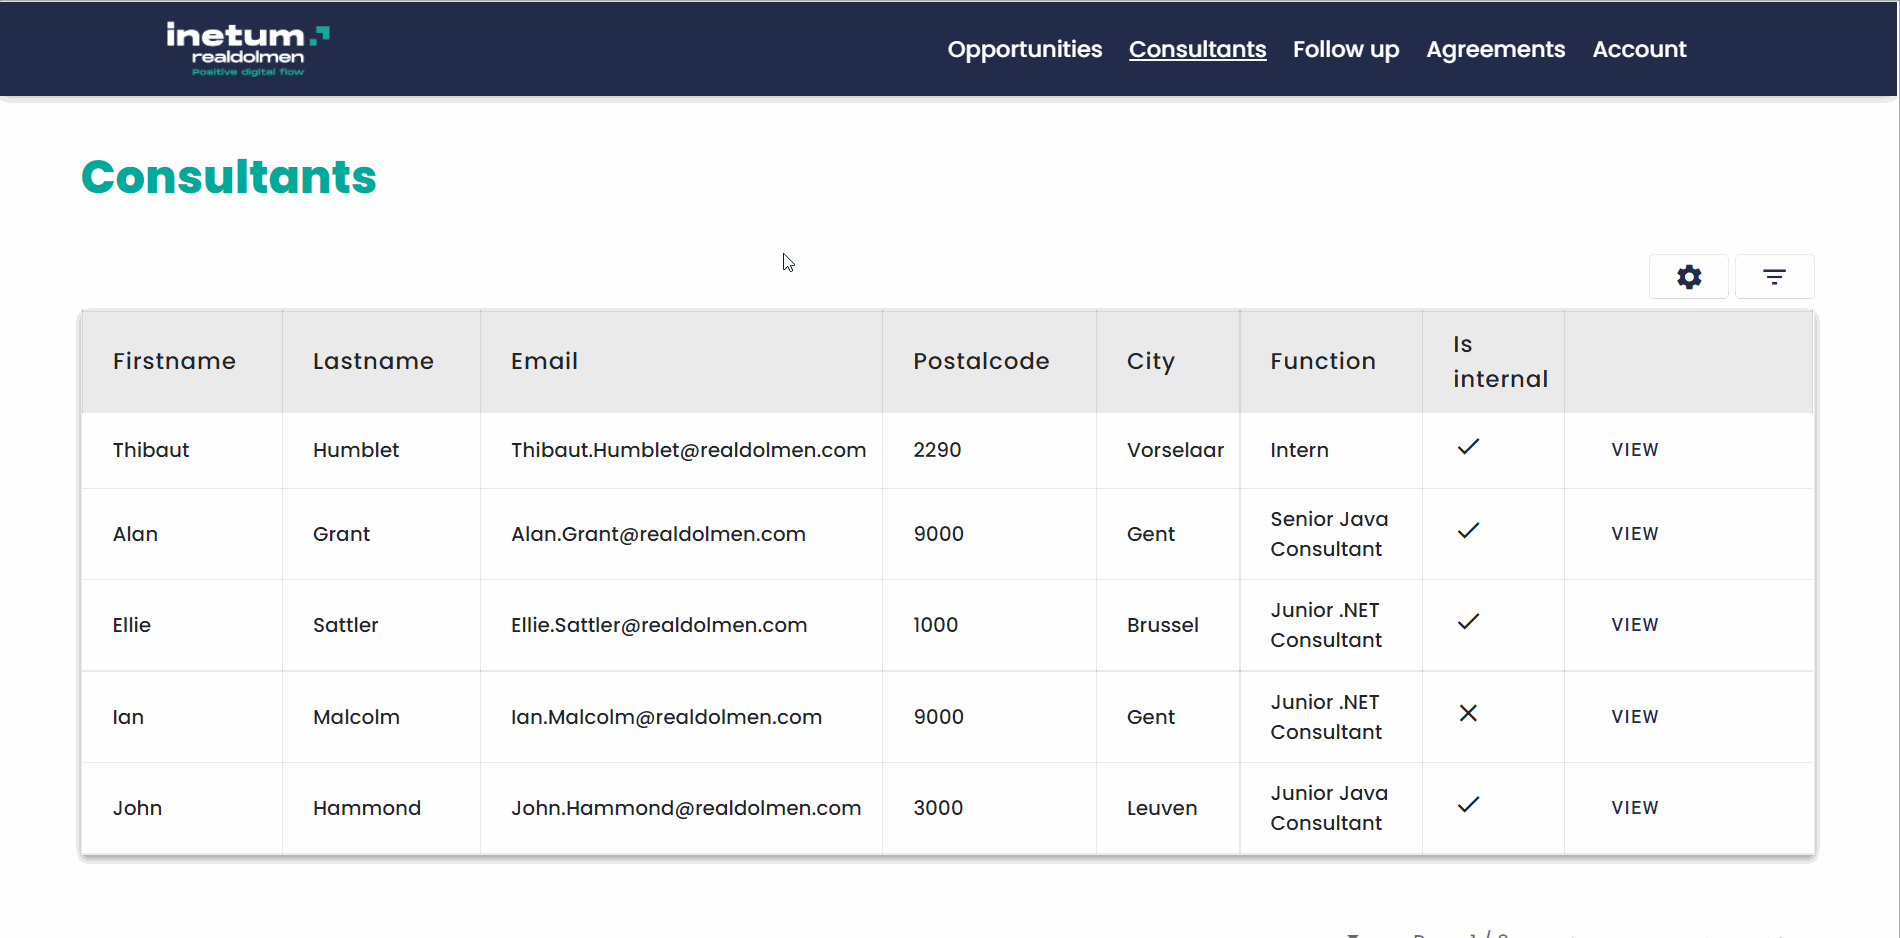 inetum
realdolmen
Positive digital flow
Opportunities Consultants Follow up Agreements Account
Consultants
Firstname Lastname Email Postalcode City Function Is internal
Thibaut Humblet Thibaut.Humblet@realdolmen.com 2290 Vorselaar Intern VIEW
Alan Grant Alan.Grant@realdolmen.com 9000 Gent Senior Java Consultant VIEW
Ellie Sattler Ellie.Sattler@realdolmen.com 1000 Brussel Junior .NET Consultant VIEW
Ian Malcolm Ian.Malcolm@realdolmen.com 9000 Gent Junior .NET Consultant VIEW
John Hammond John.Hammond@realdolmen.com 3000 Leuven Junior Java Consultant VIEW